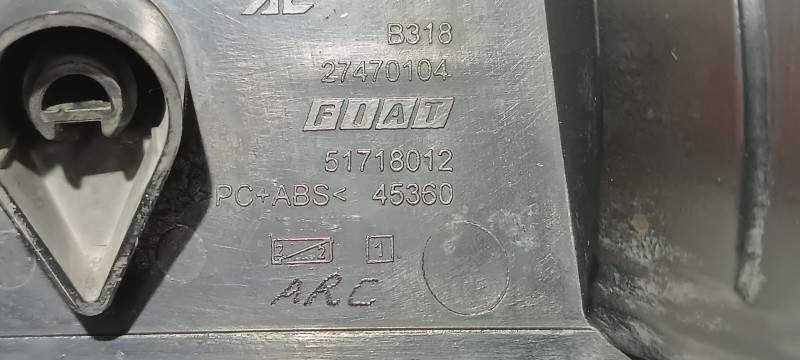 B318
27470104
FIAT
51718012
PC+ABS< 45360
1
ARC